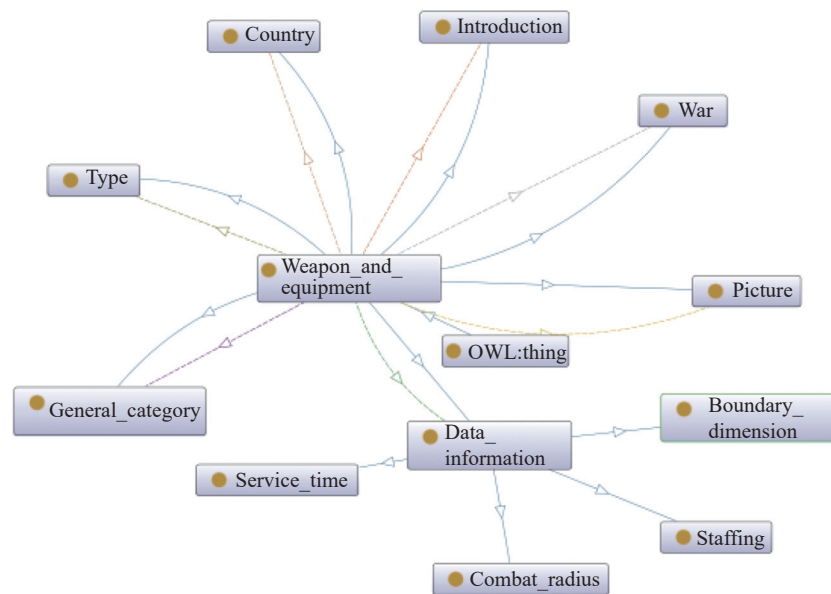 Country
Introduction
War
Type
Weapon_and_
equipment
Picture
OWL:thing
General_category
Boundary_
dimension
Data_
information
Service_time
Staffing
Combat_radius